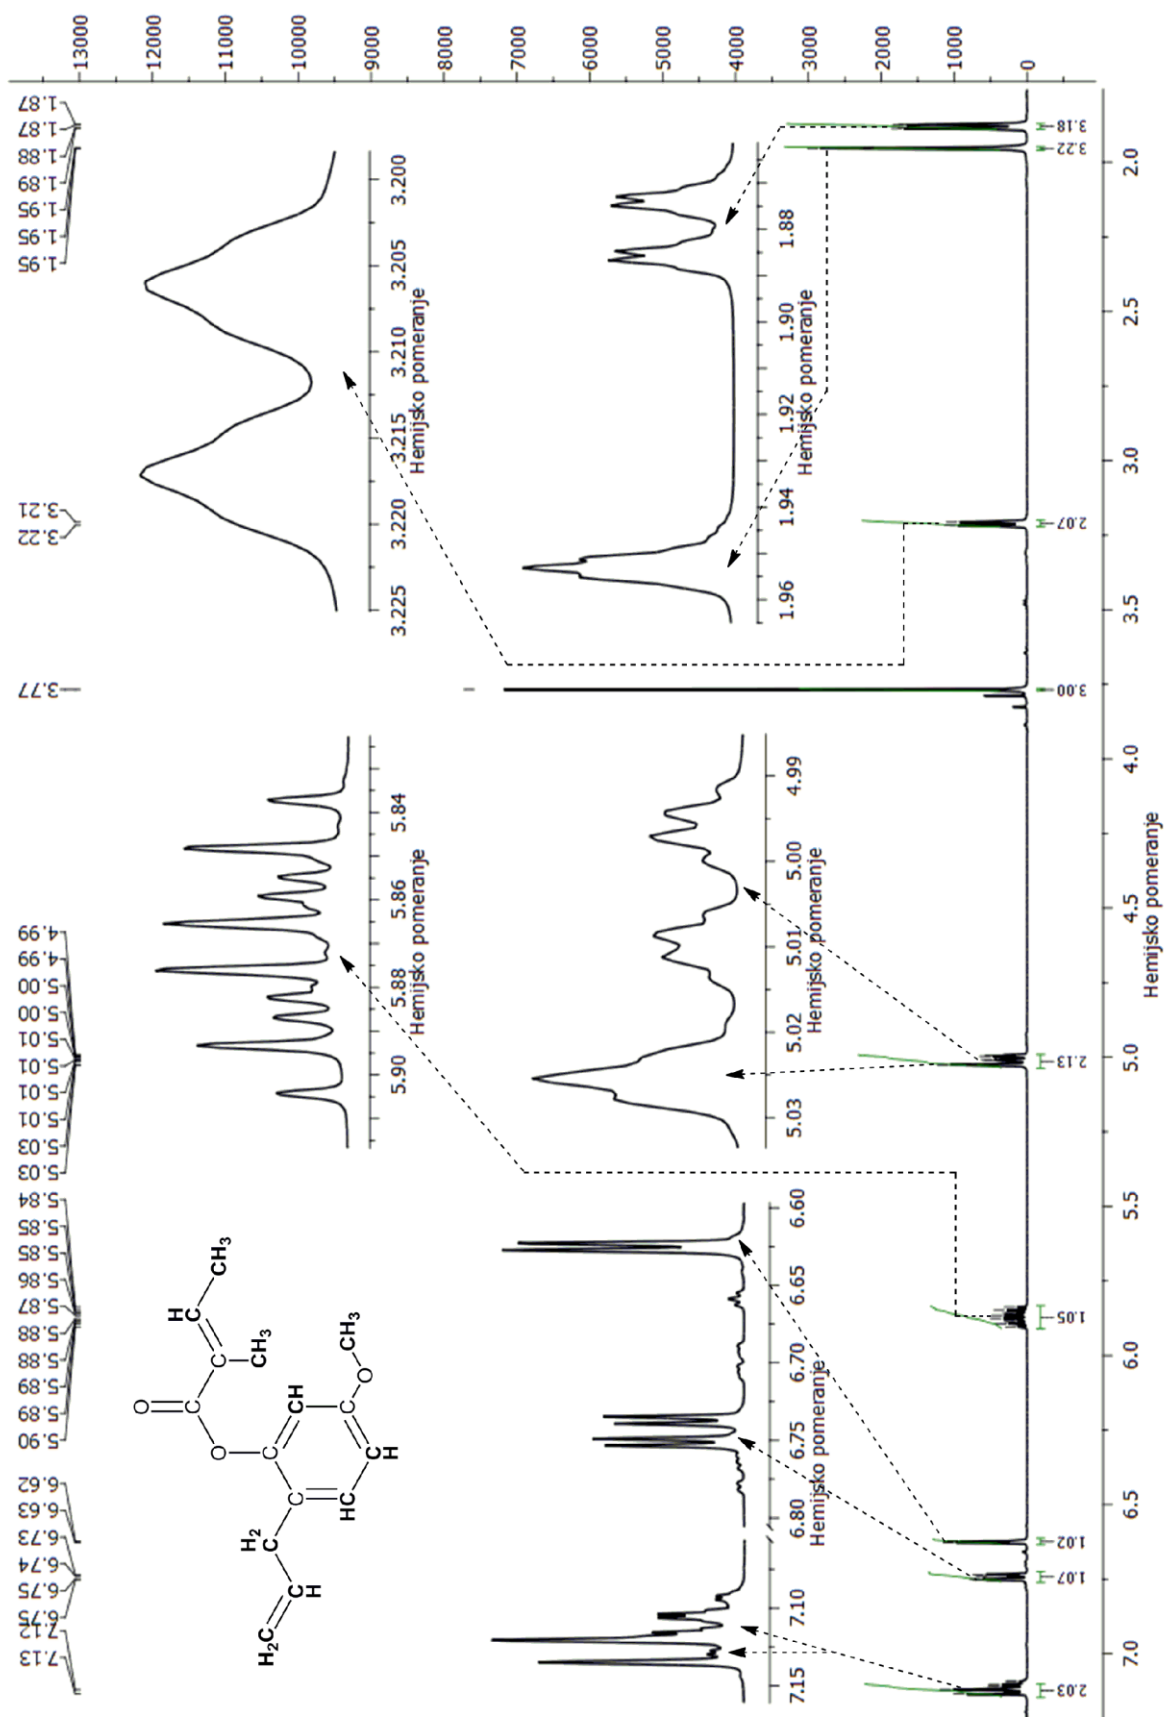 7.13
7.12
6.75
6.75
6.74
6.73
6.63
6.62
5.90
5.89
5.89
5.88
5.88
5.87
5.86
5.85
5.85
5.84
5.03
5.03
5.01
5.01
5.01
5.01
5.00
5.00
4.99
4.99
3.77
3.22
3.21
1.95
1.95
1.95
1.89
1.88
1.87
1.87
13000
12000
11000
10000
9000
8000
7000
6000
5000
4000
3000
2000
1000
0
O
C
C
H
C
CH3
CH3
O
C
CH
C
O
CH3
CH
HC
C
H2
C
CH
H2C
5.90 5.88 5.86 5.84
Hemijsko pomeranje
3.225 3.220 3.215 3.210 3.205 3.200
Hemijsko pomeranje
7.15 7.10 6.80 6.75 6.70 6.65 6.60
Hemijsko pomeranje
5.03 5.02 5.01 5.00 4.99
Hemijsko pomeranje
1.96 1.94 1.92 1.90 1.88
Hemijsko pomeranje
2.03 1.07 1.02 1.05 2.13 3.00 2.07 3.22 3.18
7.0 6.5 6.0 5.5 5.0 4.5 4.0 3.5 3.0 2.5 2.0
Hemijsko pomeranje